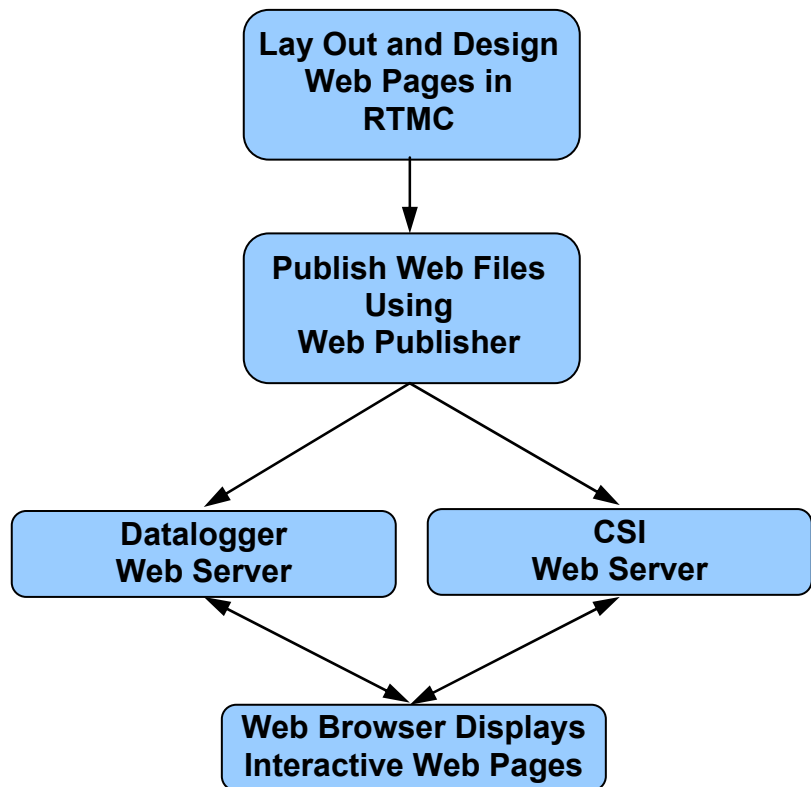 Lay Out and Design
Web Pages in
RTMC
Publish Web Files
Using
Web Publisher
Datalogger
Web Server
CSI
Web Server
Web Browser Displays
Interactive Web Pages